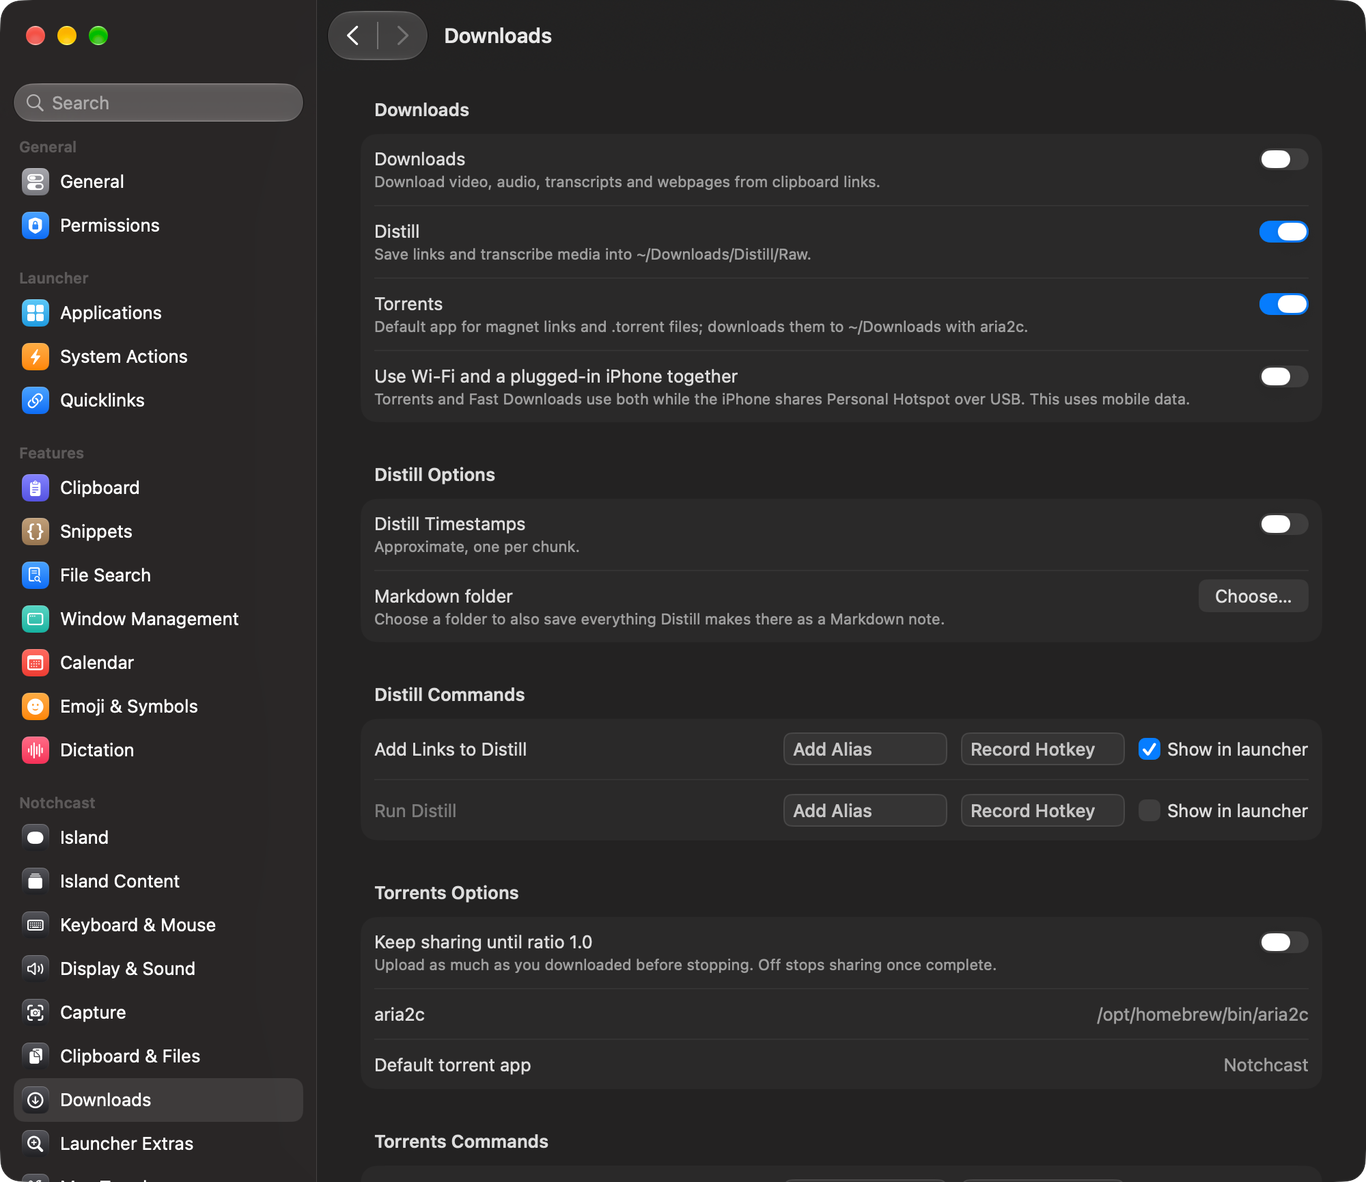 Downloads
Search
General
General
Permissions
Launcher
Applications
System Actions
Quicklinks
Features
Clipboard
Snippets
File Search
Window Management
Calendar
Emoji & Symbols
Dictation
Notchcast
Island
Island Content
Keyboard & Mouse
Display & Sound
Capture
Clipboard & Files
Downloads
Launcher Extras
Downloads
Downloads
Download video, audio, transcripts and webpages from clipboard links.
Distill
Save links and transcribe media into ~/Downloads/Distill/Raw.
Torrents
Default app for magnet links and .torrent files; downloads them to ~/Downloads with aria2c.
Use Wi-Fi and a plugged-in iPhone together
Torrents and Fast Downloads use both while the iPhone shares Personal Hotspot over USB. This uses mobile data.
Distill Options
Distill Timestamps
Approximate, one per chunk.
Markdown folder
Choose...
Choose a folder to also save everything Distill makes there as a Markdown note.
Distill Commands
Add Links to Distill Add Alias Record Hotkey Show in launcher
Run Distill Add Alias Record Hotkey Show in launcher
Torrents Options
Keep sharing until ratio 1.0
Upload as much as you downloaded before stopping. Off stops sharing once complete.
aria2c /opt/homebrew/bin/aria2c
Default torrent app Notchcast
Torrents Commands